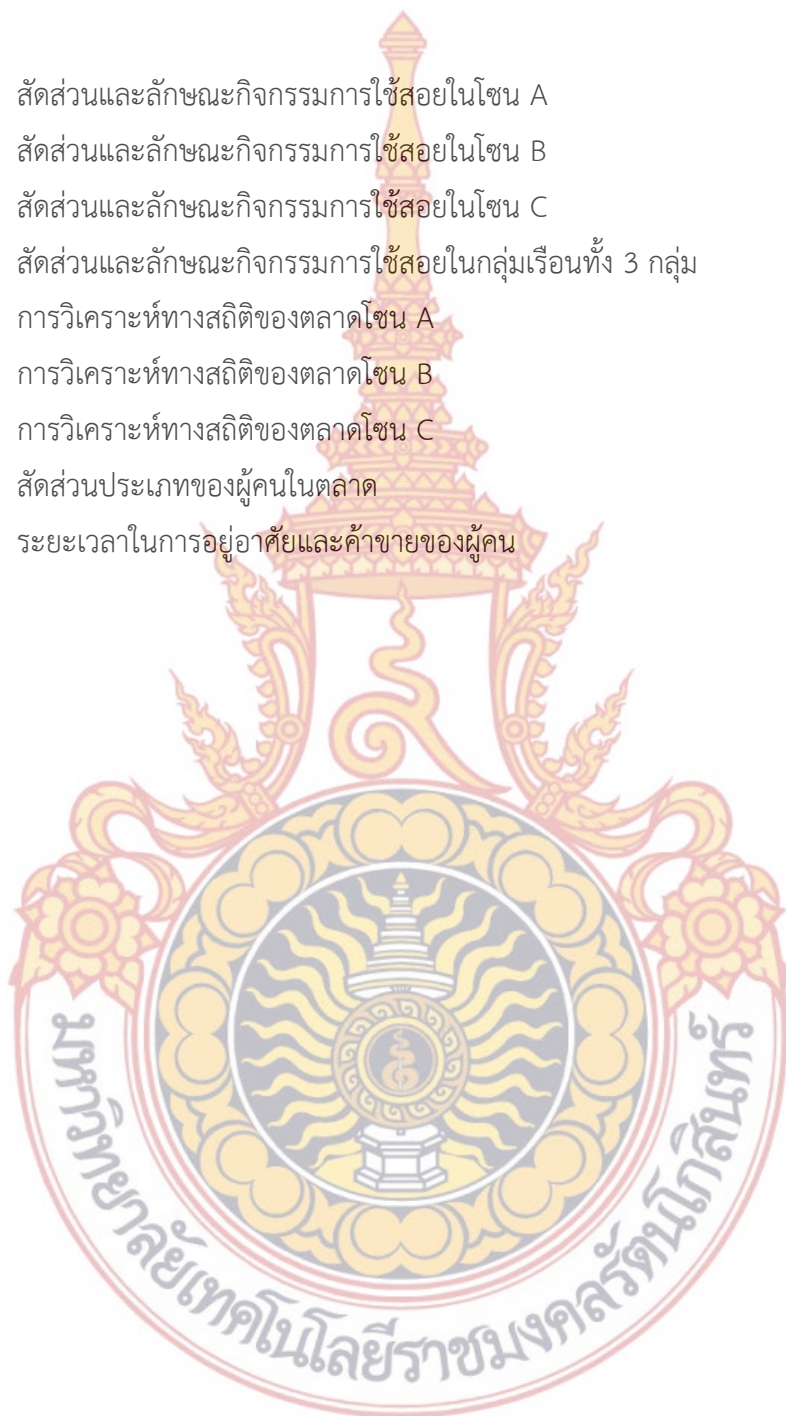 สัดส่วนและลักษณะกิจกรรมการใช้สอยในโซน A
สัดส่วนและลักษณะกิจกรรมการใช้สอยในโซน B
สัดส่วนและลักษณะกิจกรรมการใช้สอยในโซน C
สัดส่วนและลักษณะกิจกรรมการใช้สอยในกลุ่มเรือนทั้ง 3 กลุ่ม
การวิเคราะห์ทางสถิติของตลาดโซน A
การวิเคราะห์ทางสถิติของตลาดโซน B
การวิเคราะห์ทางสถิติของตลาดโซน C
สัดส่วนประเภทของผู้คนในตลาด
ระยะเวลาในการอยู่อาศัยและค้าขายของผู้คน
มหาวิทยาลัยเทคโนโลยีราชมงคลรัตนโกสินทร์